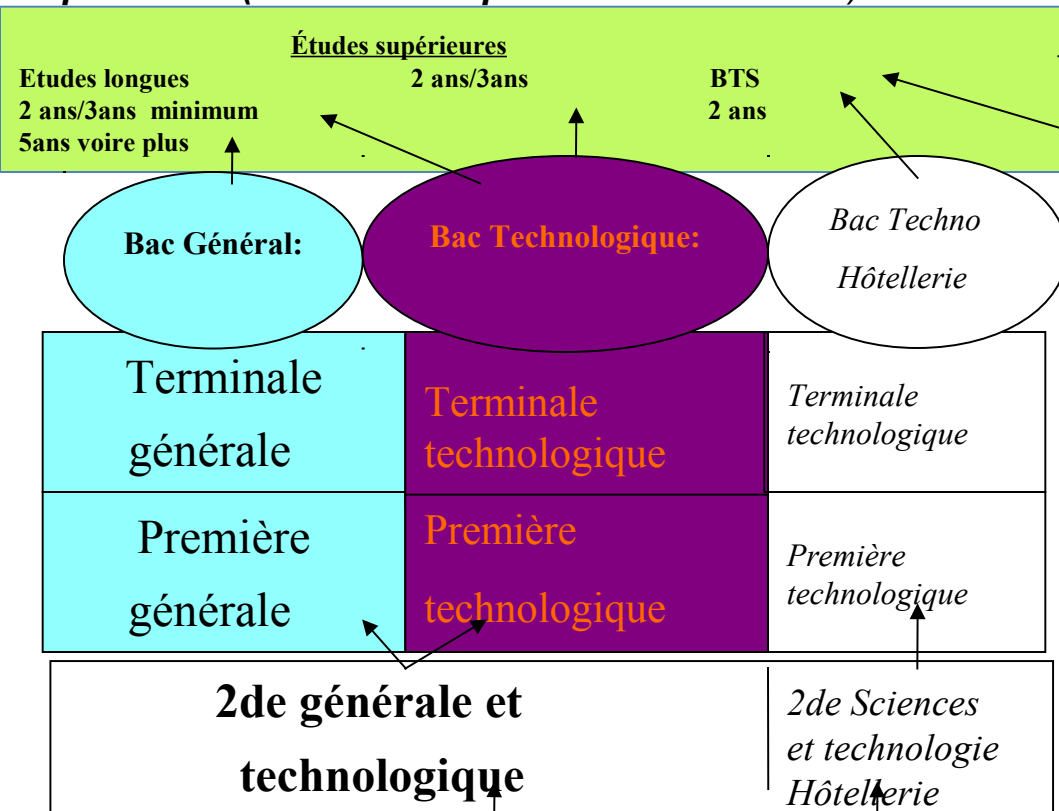 Études supérieures
Etudes longues
2 ans/3ans minimum
5ans voire plus
2 ans/3ans
BTS
2 ans
Bac Général:
Bac Technologique:
Bac Techno
Hôtellerie
Terminale
générale
Terminale
technologique
Terminale
technologique
Première
générale
Première
technologique
Première
technologique
2de générale et
technologique
2de Sciences
et technologie
Hôtellerie